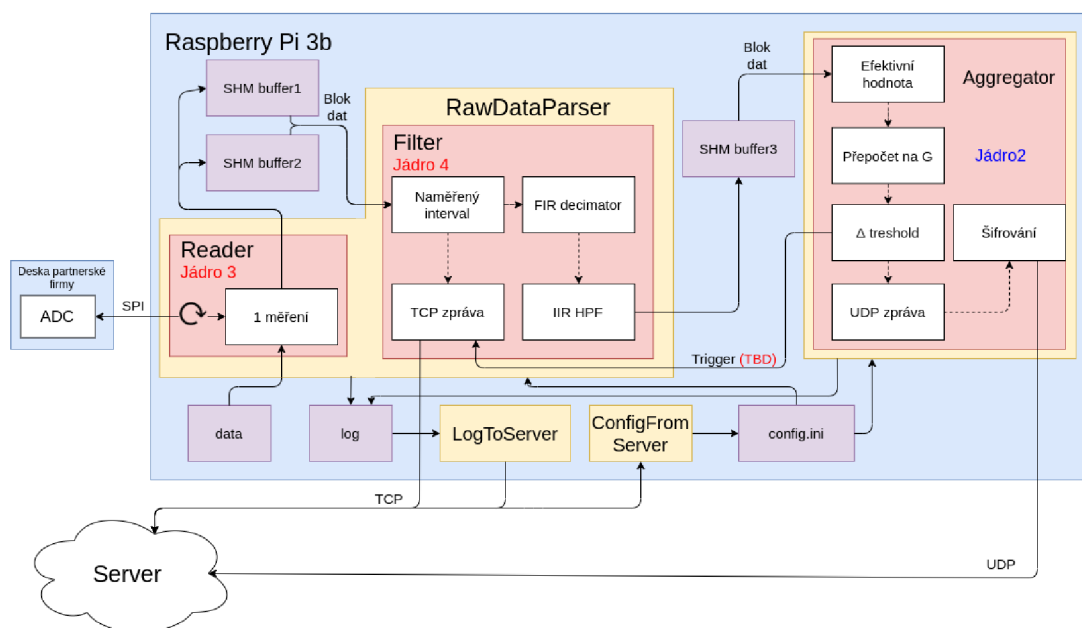 Raspberry Pi 3b
SHM buffer1
SHM buffer2
Blok
dat
RawDataParser
Filter
Jádro 4
Naměřený
interval
FIR decimator
TCP zpráva
IIR HPF
Reader
Jádro 3
1 měření
Deska partnerské
firmy
ADC
SPI
SHM buffer3
Blok
dat
Efektivní
hodnota
Aggregator
Přepočet na G
Jádro2
Δ treshold
Šifrování
UDP zpráva
Trigger (TBD)
data
log
LogToServer
ConfigFrom
Server
config.ini
TCP
UDP
Server